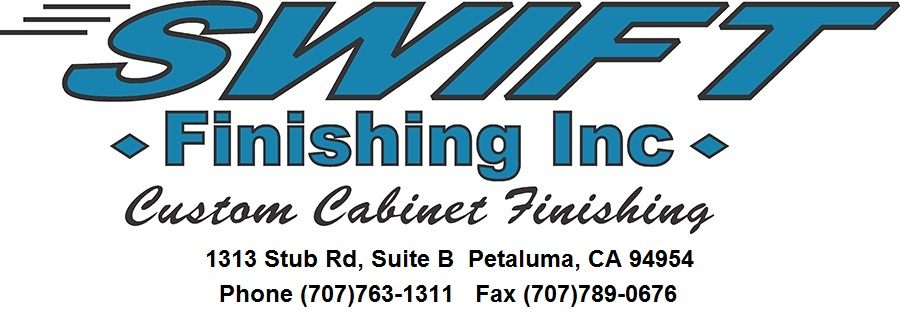 SWIFT
Finishing Inc
Custom Cabinet Finishing
1313 Stub Rd, Suite B  Petaluma, CA 94954
Phone (707)763-1311   Fax (707)789-0676